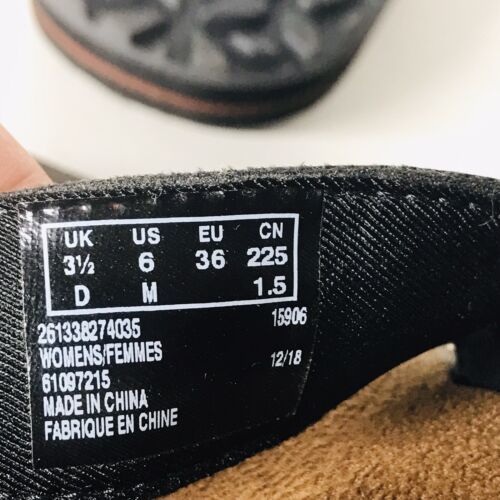 UK US EU CN
3½ 6 36 225
D M 1.5
261338274035 15906
WOMENS/FEMMES
61097215 12/18
MADE IN CHINA
FABRIQUE EN CHINE